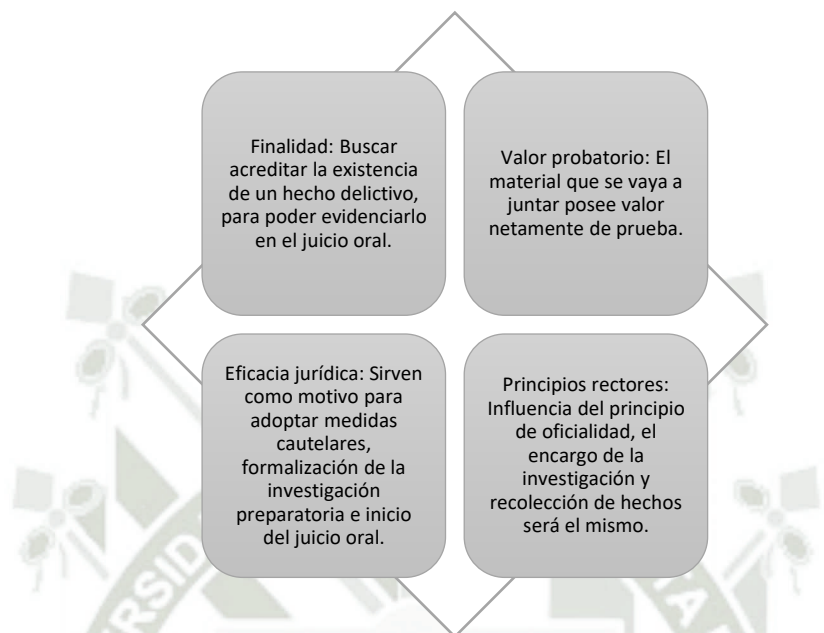 Finalidad: Buscar
acreditar la existencia
de un hecho delictivo,
para poder evidenciarlo
en el juicio oral.
Valor probatorio: El
material que se vaya a
juntar posee valor
netamente de prueba.
Eficacia jurídica: Sirven
como motivo para
adoptar medidas
cautelares,
formalización de la
investigación
preparatoria e inicio
del juicio oral.
Principios rectores:
Influencia del principio
de oficialidad, el
encargo de la
investigación y
recolección de hechos
será el mismo.